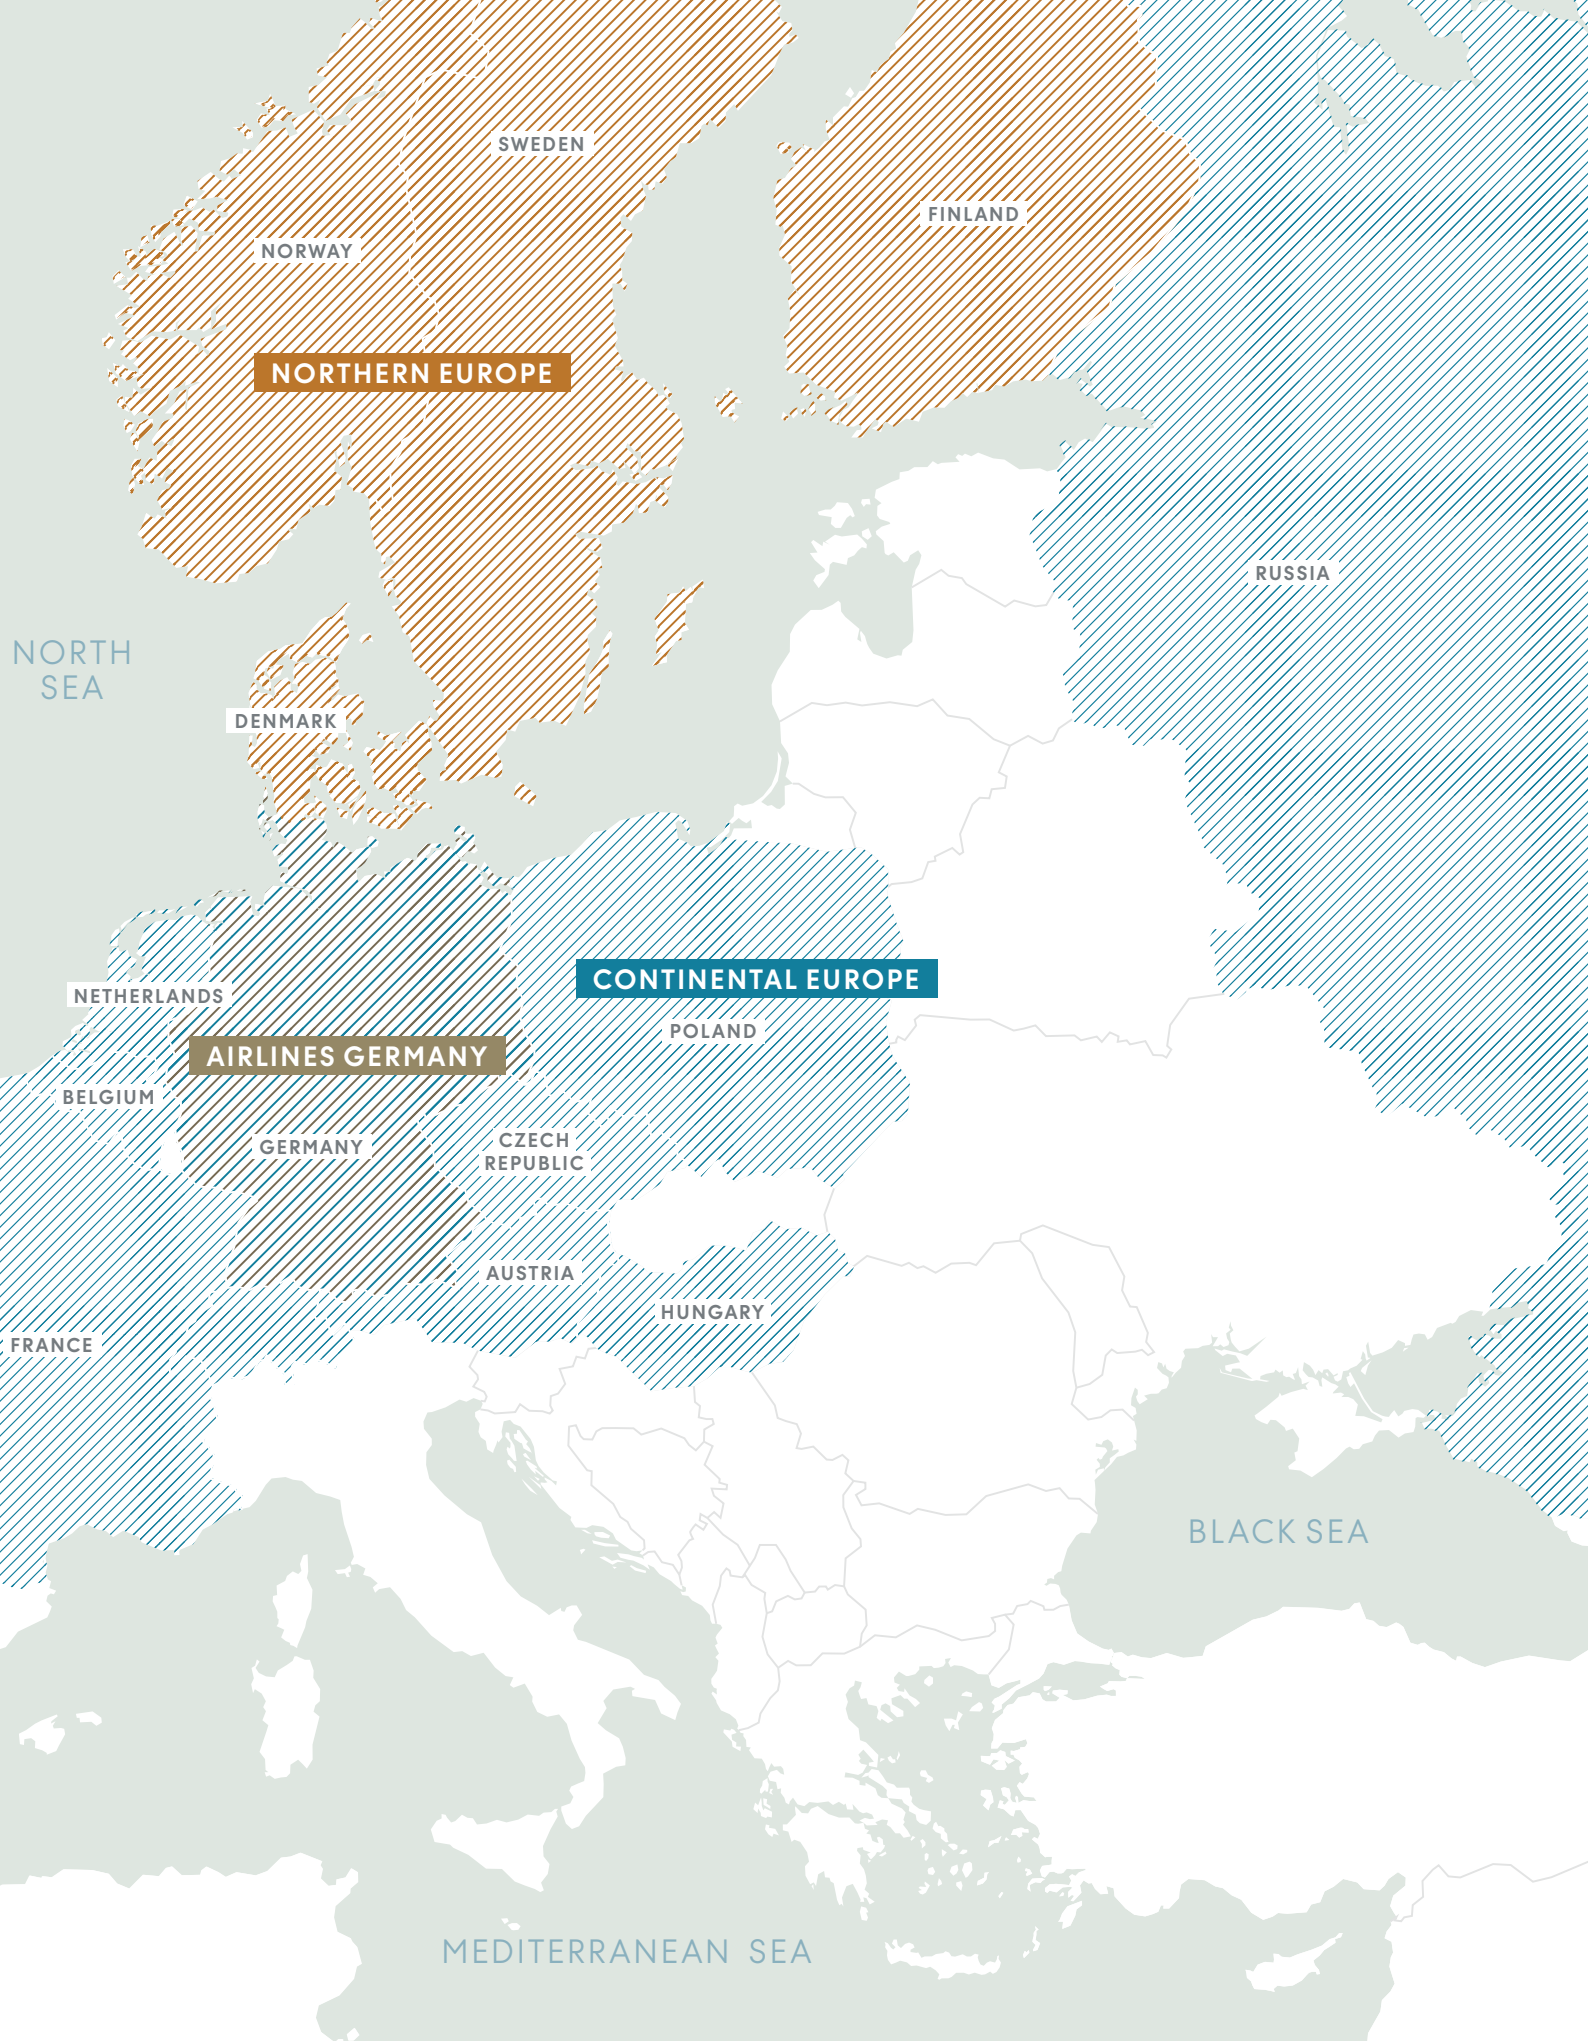 SWEDEN
FINLAND
NORWAY
NORTHERN EUROPE
RUSSIA
NORTH
SEA
DENMARK
CONTINENTAL EUROPE
NETHERLANDS
POLAND
AIRLINES GERMANY
BELGIUM
GERMANY
CZECH
REPUBLIC
AUSTRIA
HUNGARY
FRANCE
BLACK SEA
MEDITERRANEAN SEA